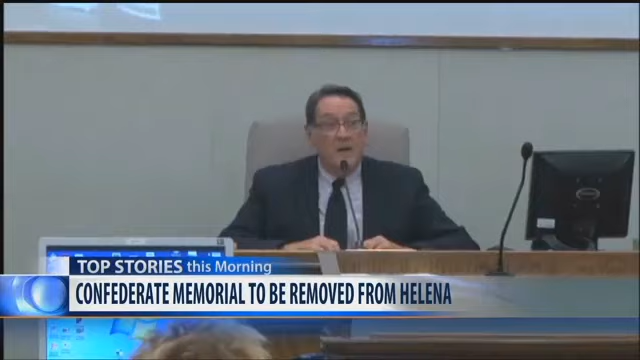 TOP STORIES this Morning
CONFEDERATE MEMORIAL TO BE REMOVED FROM HELENA